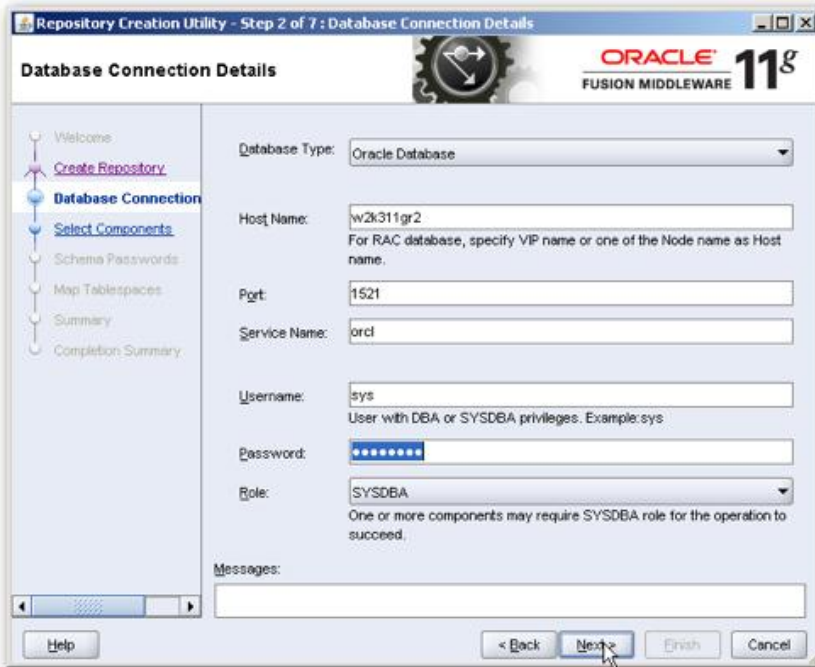 Repository Creation Utility - Step 2 of 7 : Database Connection Details
Database Connection Details
ORACLE
FUSION MIDDLEWARE 11g
Welcome
Create Repository
Database Connection
Select Components
Schema Passwords
Map Tablespaces
Summary
Completion Summary
Database Type: Oracle Database
Host Name: w2k311gr2
For RAC database, specify VIP name or one of the Node name as Host
name.
Port: 1521
Service Name: orcl
Username: sys
User with DBA or SYSDBA privileges. Example:sys
Password: ●●●●●●●●
Role: SYSDBA
One or more components may require SYSDBA role for the operation to
succeed.
Messages:
Help
< Back
Next >
Finish
Cancel